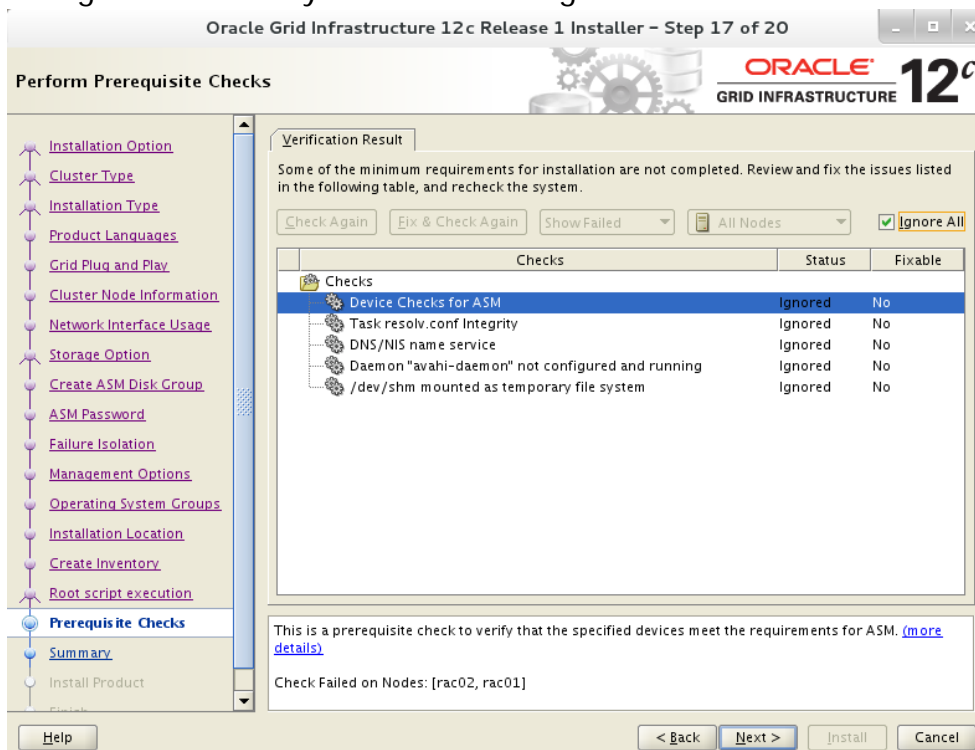 Oracle Grid Infrastructure 12c Release 1 Installer – Step 17 of 20
Perform Prerequisite Checks
ORACLE
GRID INFRASTRUCTURE
12c
Installation Option
Cluster Type
Installation Type
Product Languages
Grid Plug and Play
Cluster Node Information
Network Interface Usage
Storage Option
Create ASM Disk Group
ASM Password
Failure Isolation
Management Options
Operating System Groups
Installation Location
Create Inventory
Root script execution
Prerequisite Checks
Summary
Install Product
Verification Result
Some of the minimum requirements for installation are not completed. Review and fix the issues listed
in the following table, and recheck the system.
Check Again Fix & Check Again Show Failed All Nodes Ignore All
Checks Status Fixable
Checks
Device Checks for ASM Ignored No
Task resolv.conf Integrity Ignored No
DNS/NIS name service Ignored No
Daemon "avahi-daemon" not configured and running Ignored No
/dev/shm mounted as temporary file system Ignored No
This is a prerequisite check to verify that the specified devices meet the requirements for ASM. (more
details)
Check Failed on Nodes: [rac02, rac01]
Help < Back Next > Install Cancel